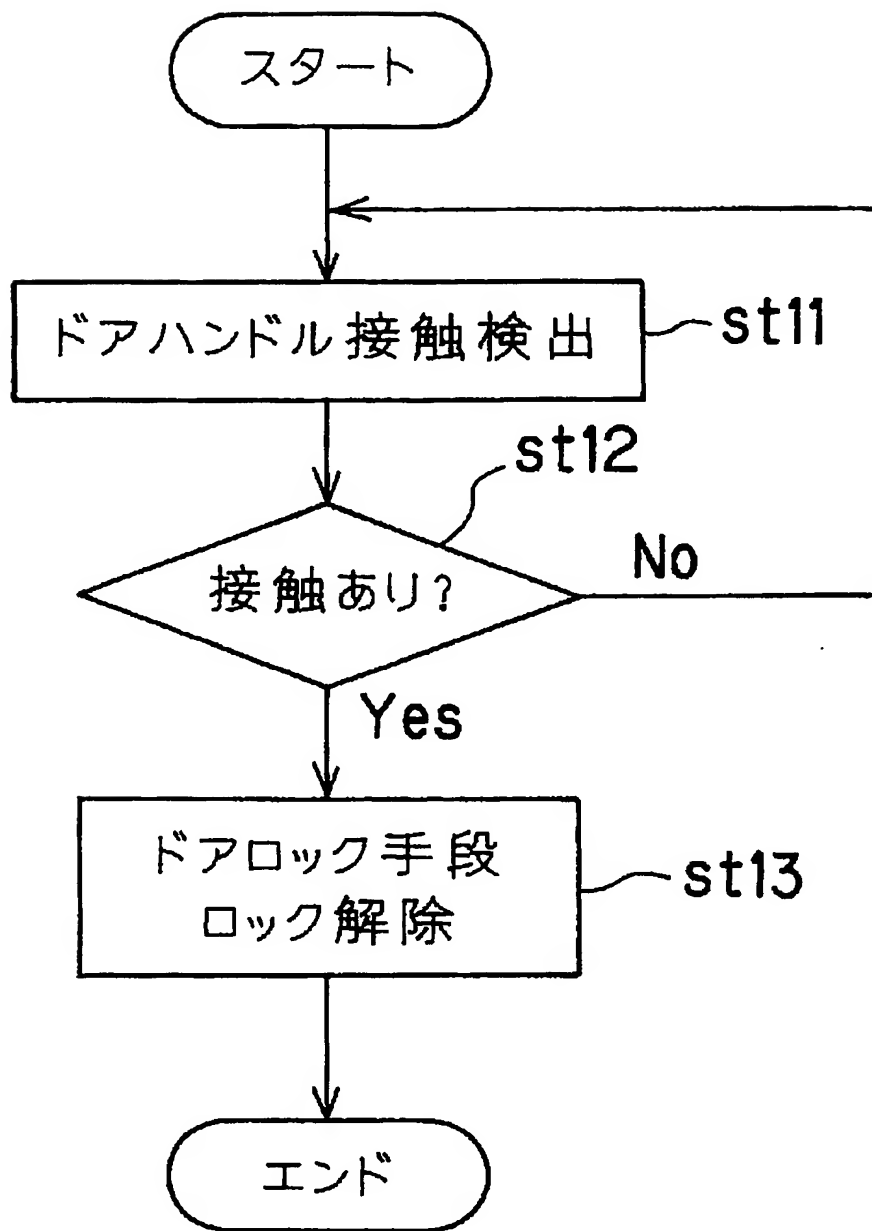 スタート
ドアハンドル接触検出
st11
st12
接触あり?
No
Yes
ドアロック手段
ロック解除
st13
エンド